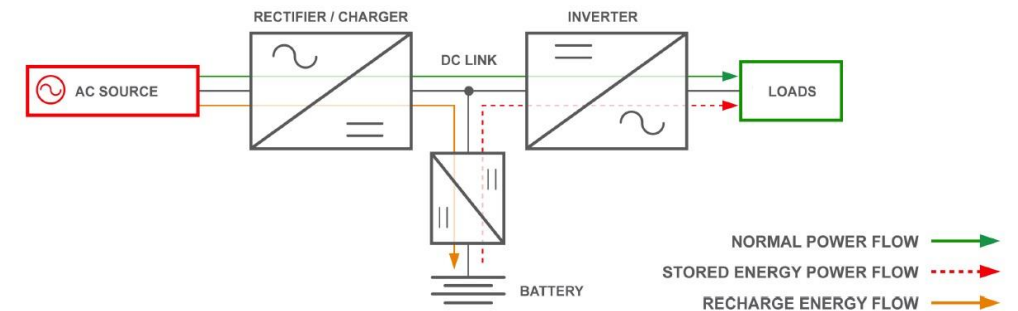 RECTIFIER / CHARGER
INVERTER
DC LINK
AC SOURCE
LOADS
BATTERY
NORMAL POWER FLOW
STORED ENERGY POWER FLOW
RECHARGE ENERGY FLOW